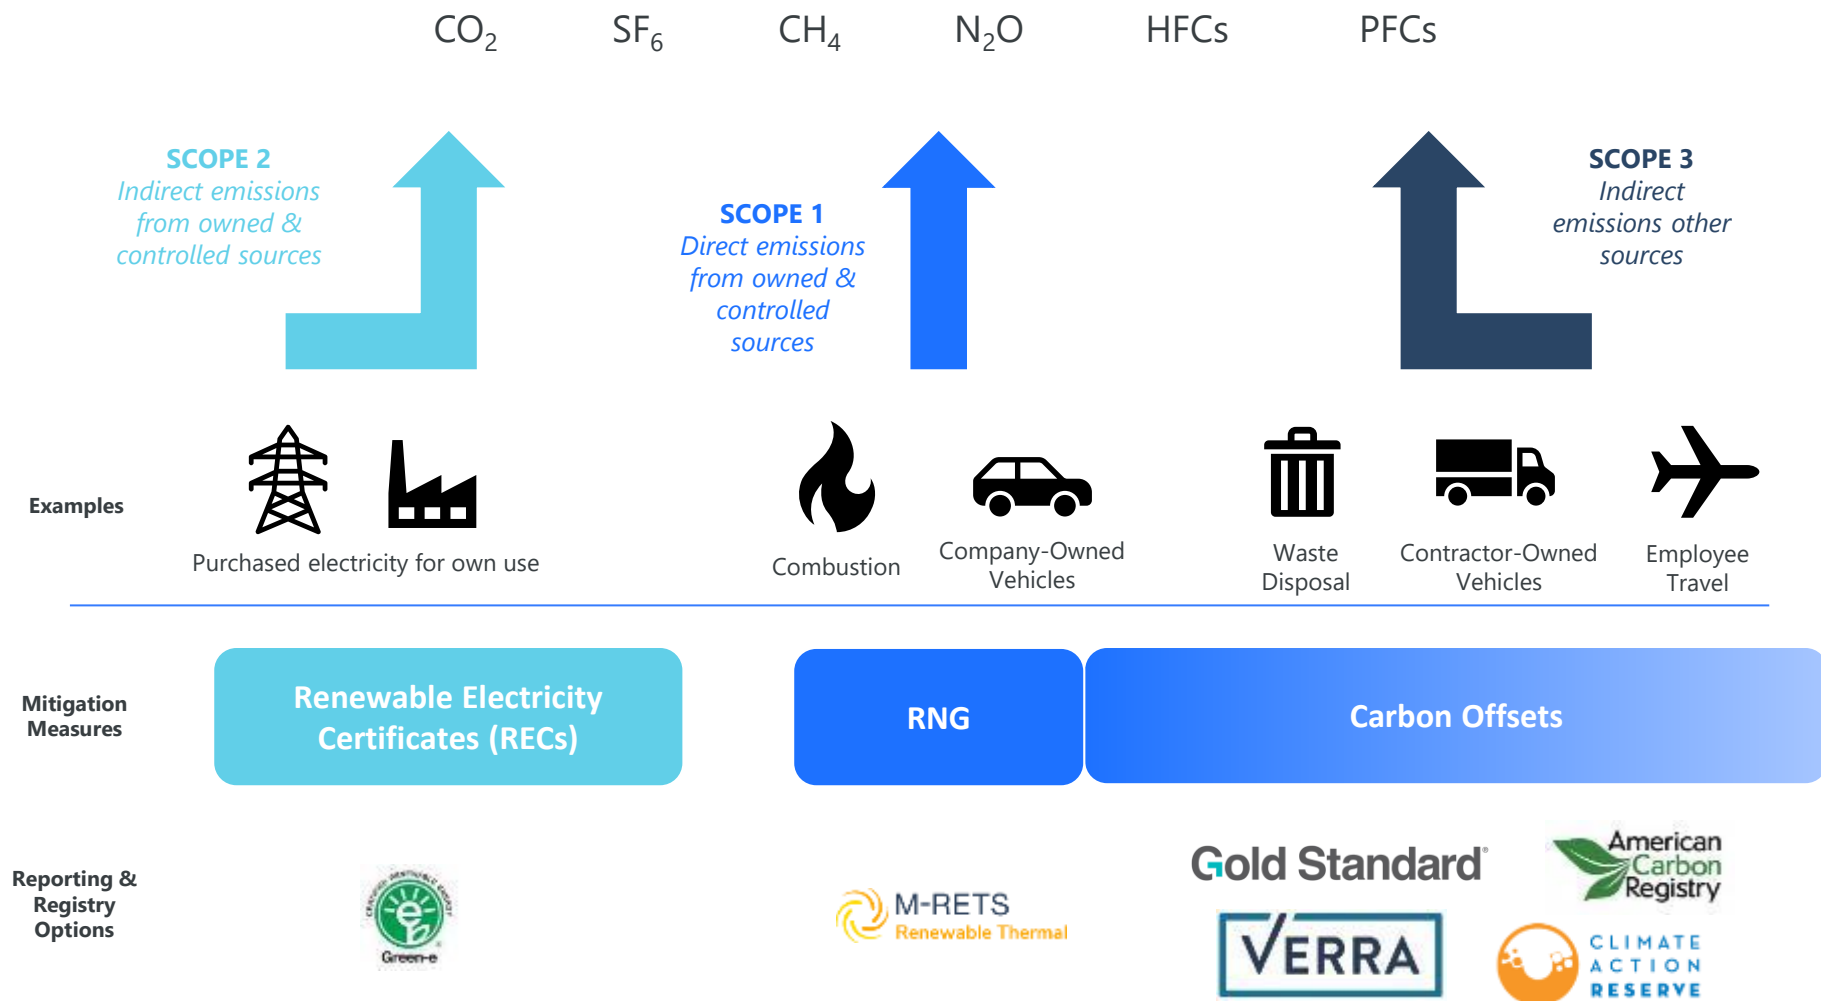 CO₂ SF₆ CH₄ N₂O HFCs PFCs
SCOPE 2
Indirect emissions
from owned &
controlled sources
SCOPE 1
Direct emissions
from owned &
controlled
sources
SCOPE 3
Indirect
emissions other
sources
Examples
Purchased electricity for own use
Combustion
Company-Owned
Vehicles
Waste
Disposal
Contractor-Owned
Vehicles
Employee
Travel
Mitigation
Measures
Renewable Electricity
Certificates (RECs)
RNG
Carbon Offsets
Reporting &
Registry
Options
CERTIFIED RENEWABLE ENERGY
e
Green-e
M-RETS
Renewable Thermal
Gold Standard®
American
Carbon
Registry
VERRA
CLIMATE
ACTION
RESERVE